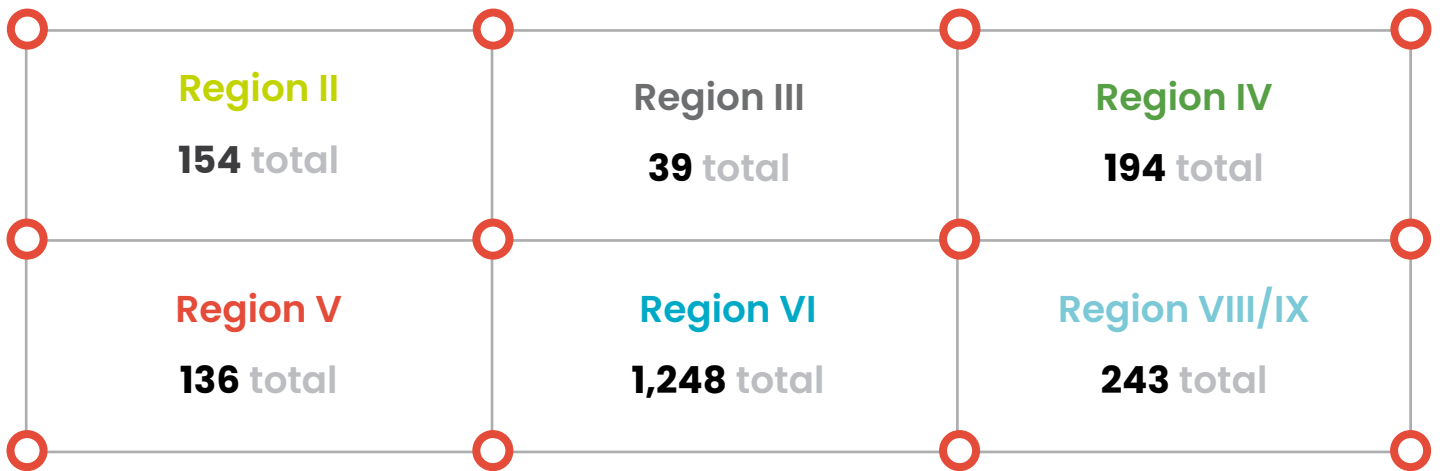 Region II
154 total
Region III
39 total
Region IV
194 total
Region V
136 total
Region VI
1,248 total
Region VIII/IX
243 total